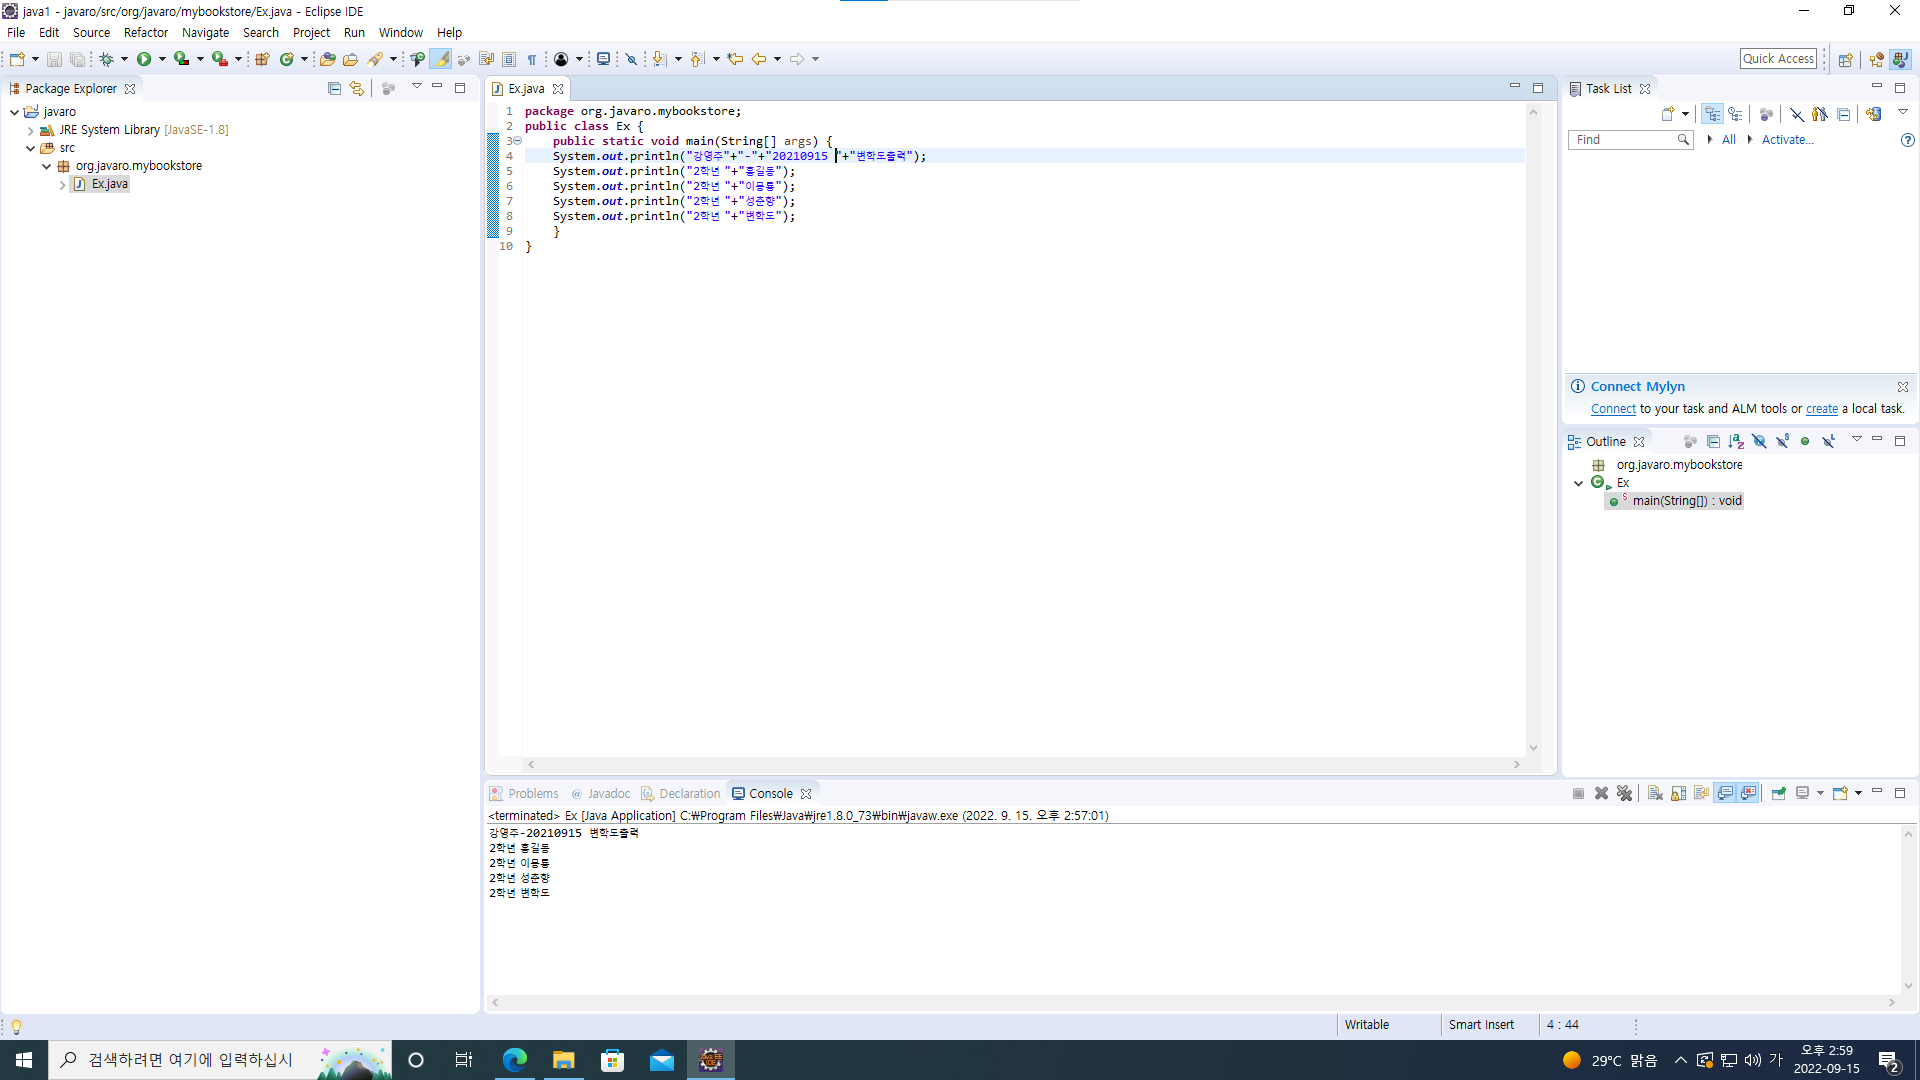 java1 - javaro/src/org/javaro/mybookstore/Ex.java - Eclipse IDE
File Edit Source Refactor Navigate Search Project Run Window Help
Quick Access
Package Explorer
javaro
JRE System Library [JavaSE-1.8]
src
org.javaro.mybookstore
Ex.java
Ex.java
1 package org.javaro.mybookstore;
2 public class Ex {
3 public static void main(String[] args) {
4 System.out.println("강영주"+"-"+"20210915 "+"변학도출력");
5 System.out.println("2학년 "+"홍길동");
6 System.out.println("2학년 "+"이몽룡");
7 System.out.println("2학년 "+"성춘향");
8 System.out.println("2학년 "+"변학도");
9 }
10 }
Task List
Find All Activate...
Connect Mylyn
Connect to your task and ALM tools or create a local task.
Outline
org.javaro.mybookstore
Ex
main(String[]) : void
Problems @ Javadoc Declaration Console
<terminated> Ex [Java Application] C:₩Program Files₩Java₩jre1.8.0_73₩bin₩javaw.exe (2022. 9. 15. 오후 2:57:01)
강영주-20210915 변학도출력
2학년 홍길동
2학년 이몽룡
2학년 성춘향
2학년 변학도
Writable Smart Insert 4 : 44
검색하려면 여기에 입력하십시
Java EE IDE
29°C 맑음 가 오후 2:59
2022-09-15
2